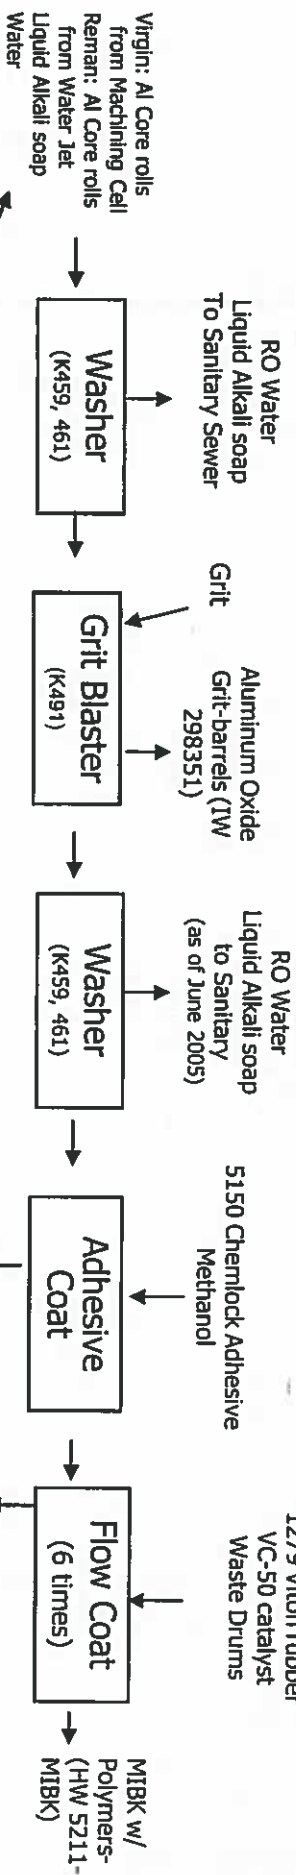 Virgin: Al Core rolls
from Machining Cell
Reman: Al Core rolls
from Water Jet
Liquid Alkali soap
Water
RO Water
Liquid Alkali soap
To Sanitary Sewer
Washer
(K459, 461)
Grit
Aluminum Oxide
Grit-barrels (IW
298351)
Grit Blaster
(K491)
RO Water
Liquid Alkali soap
to Sanitary
(as of June 2005)
Washer
(K459, 461)
5150 Chemlock Adhesive
Methanol
Adhesive
Coat
1279 Viton rubber
VC-50 catalyst
Waste Drums
Flow Coat
(6 times)
MIBK w/
Polymers-
(HW 5211-
MIBK)